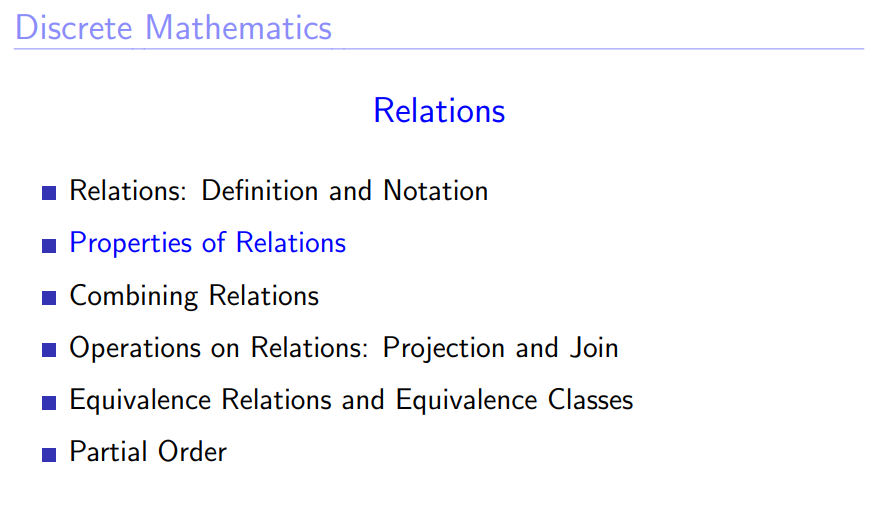 Discrete Mathematics
Relations
Relations: Definition and Notation
Properties of Relations
Combining Relations
Operations on Relations: Projection and Join
Equivalence Relations and Equivalence Classes
Partial Order